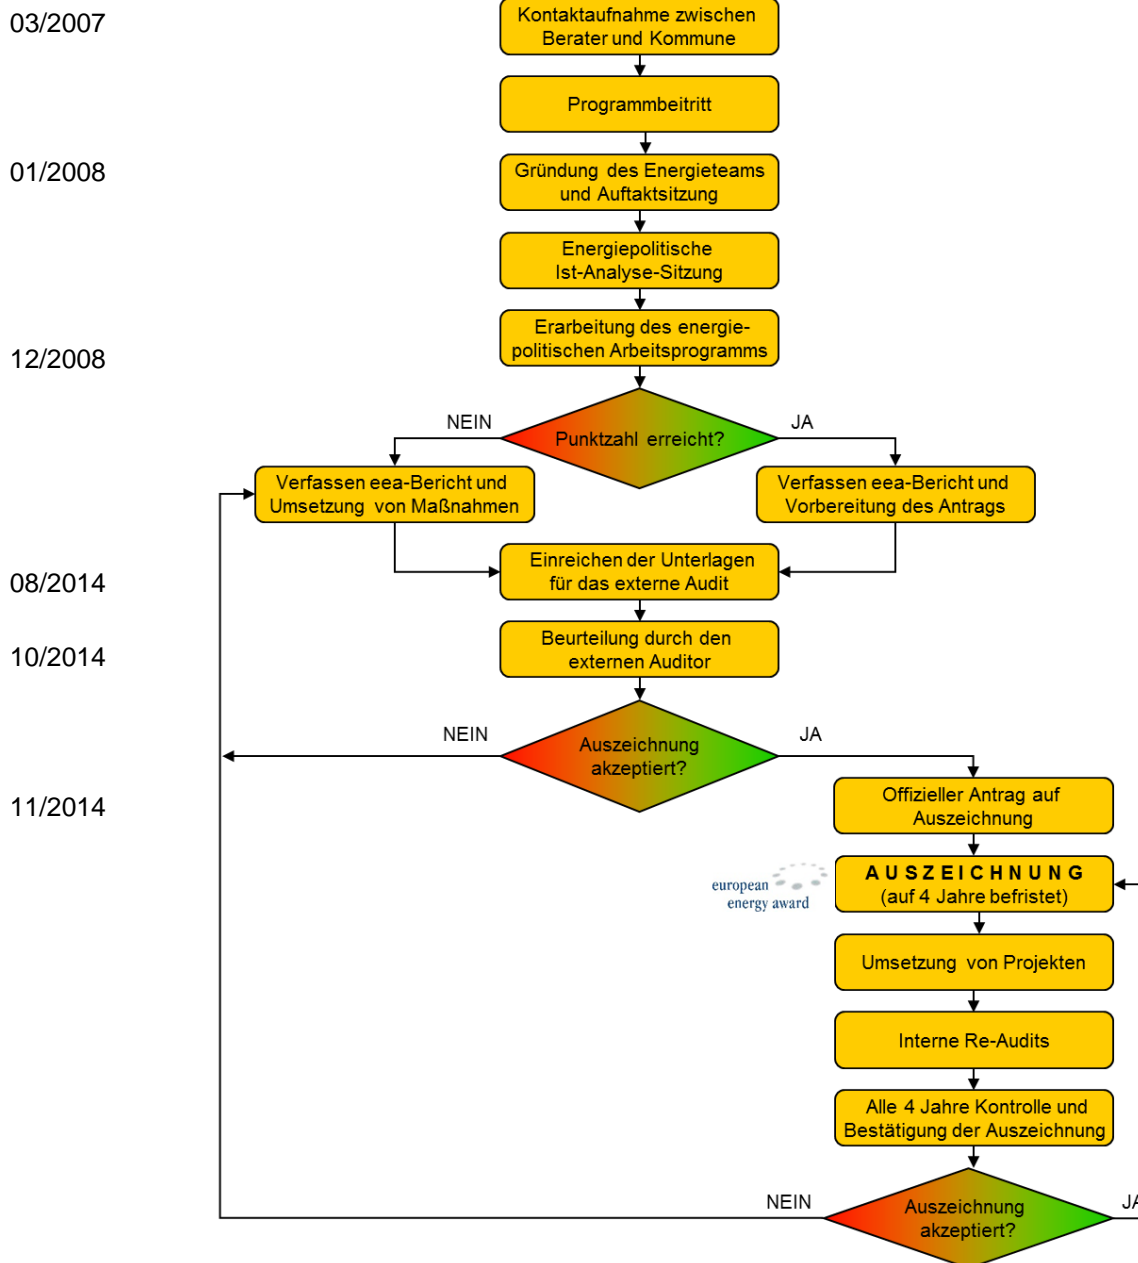 03/2007
Kontaktaufnahme zwischen
Berater und Kommune
Programmbeitritt
01/2008
Gründung des Energieteams
und Auftaktsitzung
Energiepolitische
Ist-Analyse-Sitzung
12/2008
Erarbeitung des energie-
politischen Arbeitsprogramms
NEIN
Punktzahl erreicht?
JA
Verfassen eea-Bericht und
Umsetzung von Maßnahmen
Verfassen eea-Bericht und
Vorbereitung des Antrags
08/2014
Einreichen der Unterlagen
für das externe Audit
10/2014
Beurteilung durch den
externen Auditor
NEIN
Auszeichnung
akzeptiert?
JA
11/2014
Offizieller Antrag auf
Auszeichnung
european
energy award
A U S Z E I C H N U N G
(auf 4 Jahre befristet)
Umsetzung von Projekten
Interne Re-Audits
Alle 4 Jahre Kontrolle und
Bestätigung der Auszeichnung
NEIN
Auszeichnung
akzeptiert?
JA